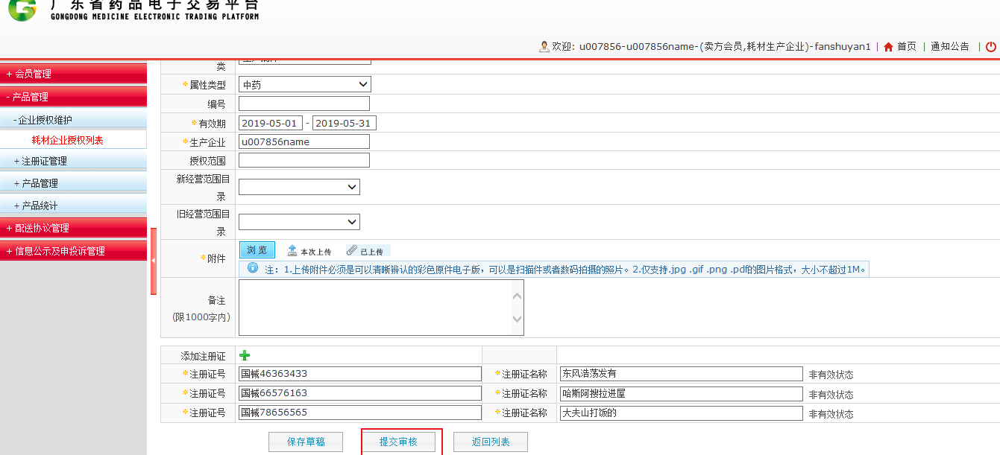 广东省药品电子交易平台
GONGDONG MEDICINE ELECTRONIC TRADING PLATFORM
欢迎: u007856-u007856name-(卖方会员,耗材生产企业)-fanshuyan1 | 首页 | 通知公告 |
+ 会员管理
- 产品管理
-企业授权维护
耗材企业授权列表
+ 注册证管理
+ 产品管理
+ 产品统计
+ 配送协议管理
+ 信息公示及申投诉管理
类
*属性类型 中药
编号
*有效期 2019-05-01 - 2019-05-31
*生产企业 u007856name
授权范围
新经营范围目
录
旧经营范围目
录
*附件 浏览 本次上传 已上传
注：1.上传附件必须是可以清晰辨认的彩色原件电子版，可以是扫描件或者数码拍摄的照片。2.仅支持.jpg .gif .png .pdf的图片格式，大小不超过1M。
备注
(限1000字内)
添加注册证
*注册证号 国械46363433 *注册证名称 东风浩荡发有 非有效状态
*注册证号 国械66576163 *注册证名称 哈斯阿搜拉进屋 非有效状态
*注册证号 国械78656565 *注册证名称 大夫山打饭的 非有效状态
保存草稿 提交审核 返回列表